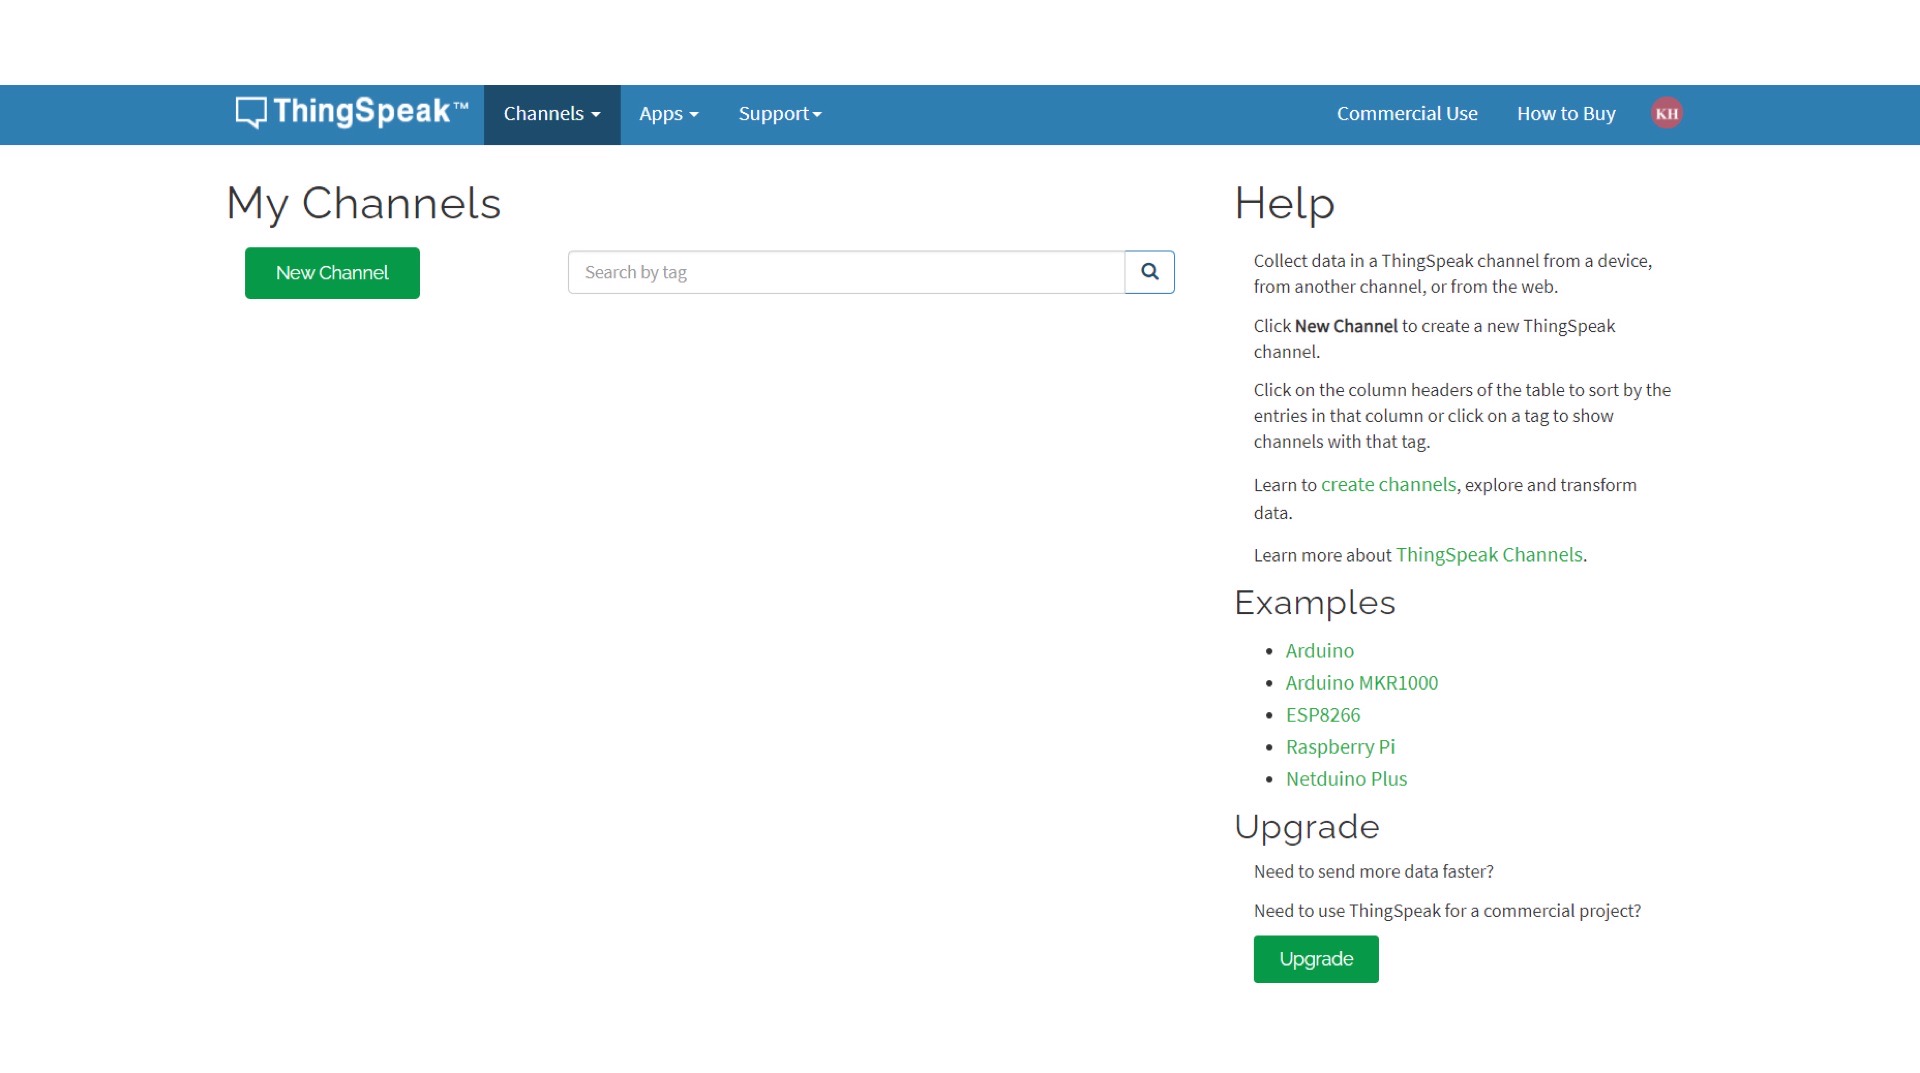 ThingSpeak™ Channels Apps Support Commercial Use How to Buy KH
My Channels
New Channel
Search by tag
Help
Collect data in a ThingSpeak channel from a device,
from another channel, or from the web.
Click New Channel to create a new ThingSpeak
channel.
Click on the column headers of the table to sort by the
entries in that column or click on a tag to show
channels with that tag.
Learn to create channels, explore and transform
data.
Learn more about ThingSpeak Channels.
Examples
Arduino
Arduino MKR1000
ESP8266
Raspberry Pi
Netduino Plus
Upgrade
Need to send more data faster?
Need to use ThingSpeak for a commercial project?
Upgrade